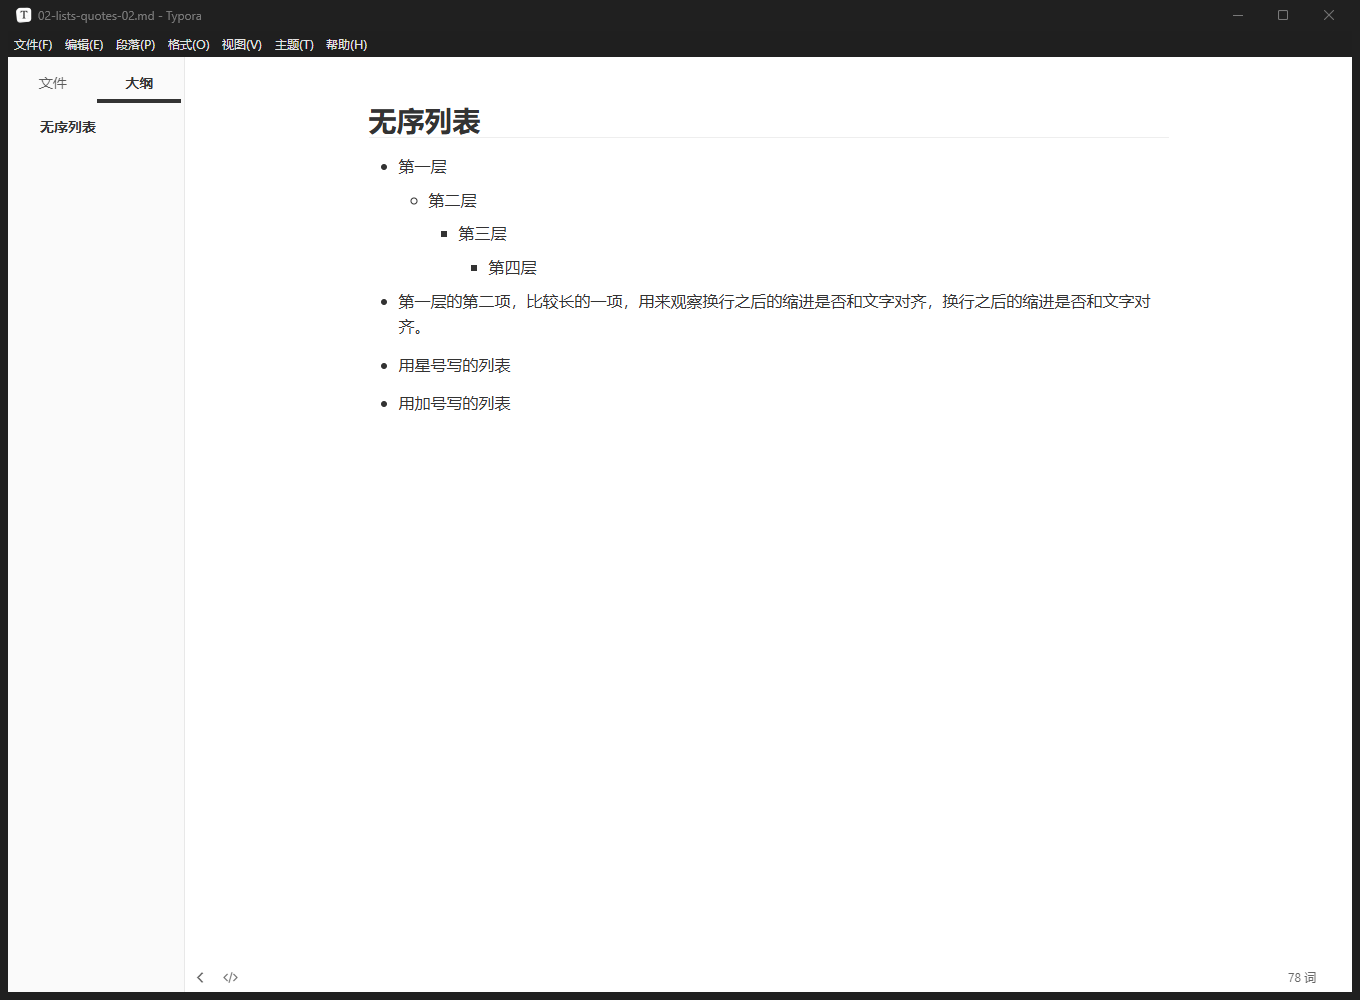 T 02-lists-quotes-02.md - Typora
文件(F) 编辑(E) 段落(P) 格式(O) 视图(V) 主题(T) 帮助(H)
文件 大纲
无序列表
无序列表
第一层
第二层
第三层
第四层
第一层的第二项，比较长的一项，用来观察换行之后的缩进是否和文字对齐，换行之后的缩进是否和文字对
齐。
用星号写的列表
用加号写的列表
78 词